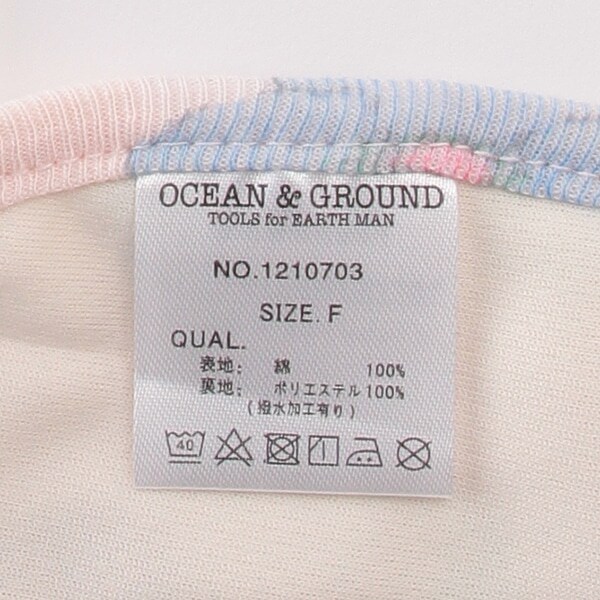 OCEAN & GROUND
TOOLS for EARTH MAN
NO.1210703
SIZE. F
QUAL.
表地: 綿 100%
裏地: ポリエステル 100%
(撥水加工有り)
40